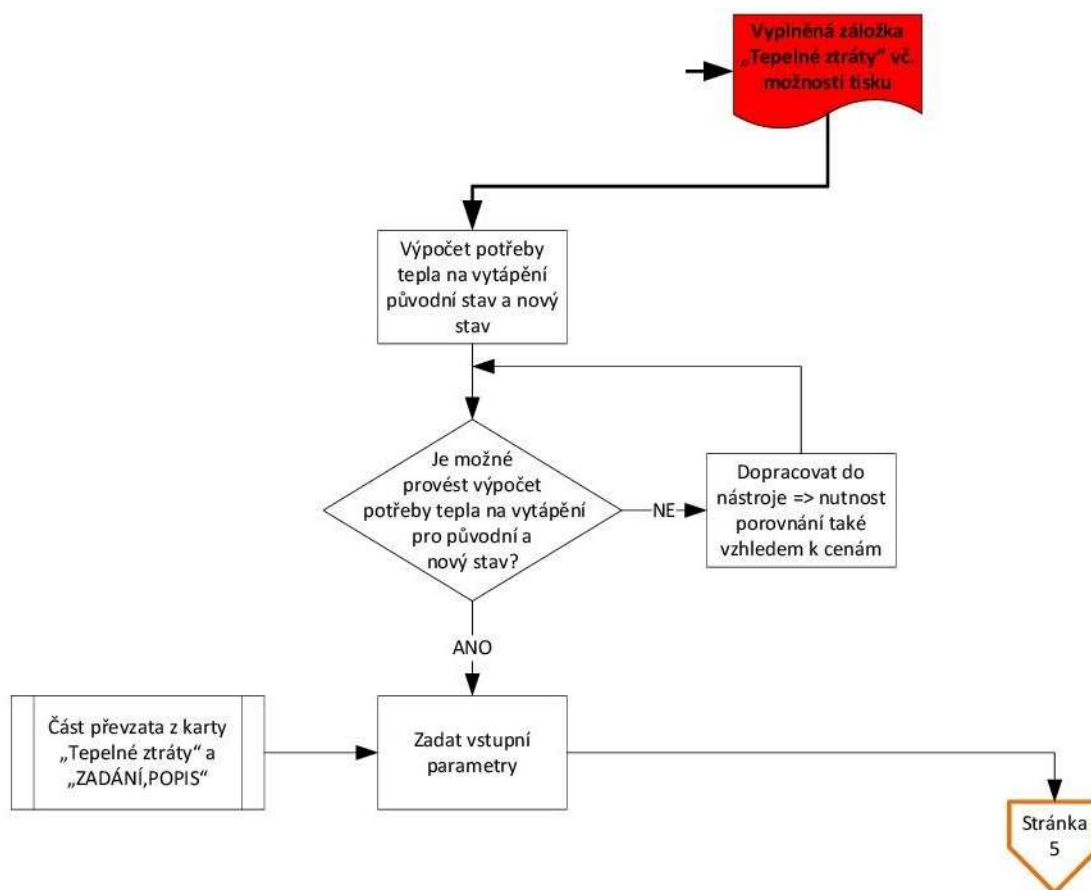 Vyplněná záložka
„Tepelné ztráty“ vč.
možnosti tisku
Výpočet potřeby
tepla na vytápění
původní stav a nový
stav
Je možné
provést výpočet
potřeby tepla na vytápění
pro původní a
nový stav?
NE
Dopracovat do
nástroje => nutnost
porovnání také
vzhledem k cenám
ANO
Část převzata z karty
„Tepelné ztráty“ a
„ZADÁNÍ,POPIS“
Zadat vstupní
parametry
Stránka
5